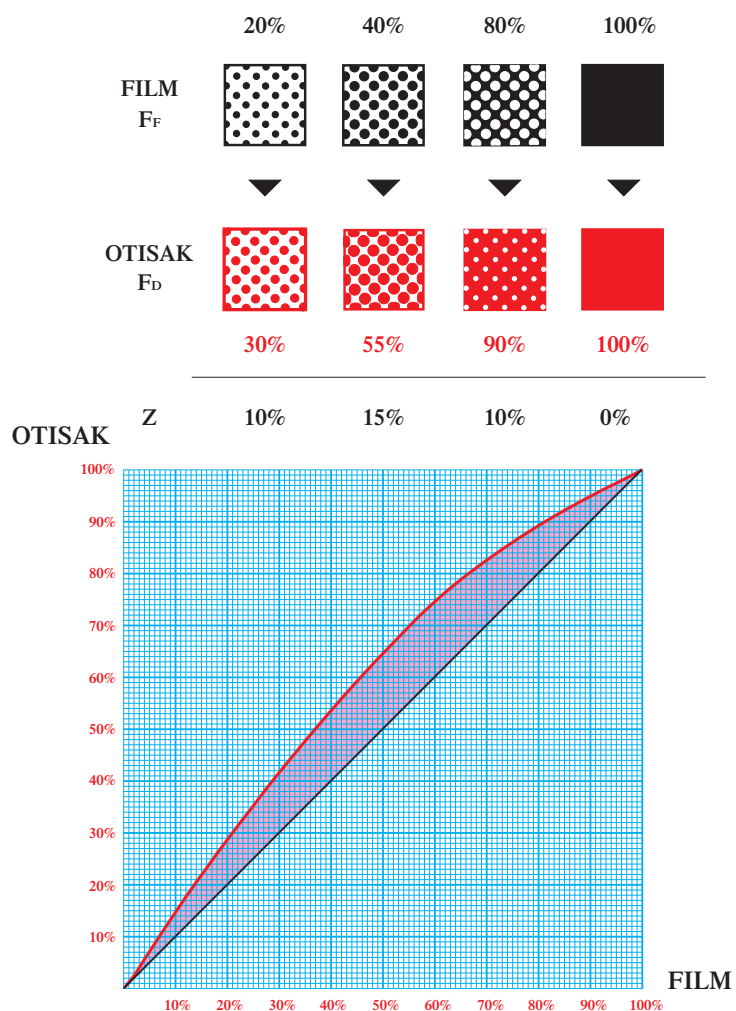 20% 40% 80% 100%
FILM
FF
OTISAK
FD
30% 55% 90% 100%
Z 10% 15% 10% 0%
OTISAK
100%
90%
80%
70%
60%
50%
40%
30%
20%
10%
FILM
10% 20% 30% 40% 50% 60% 70% 80% 90% 100%